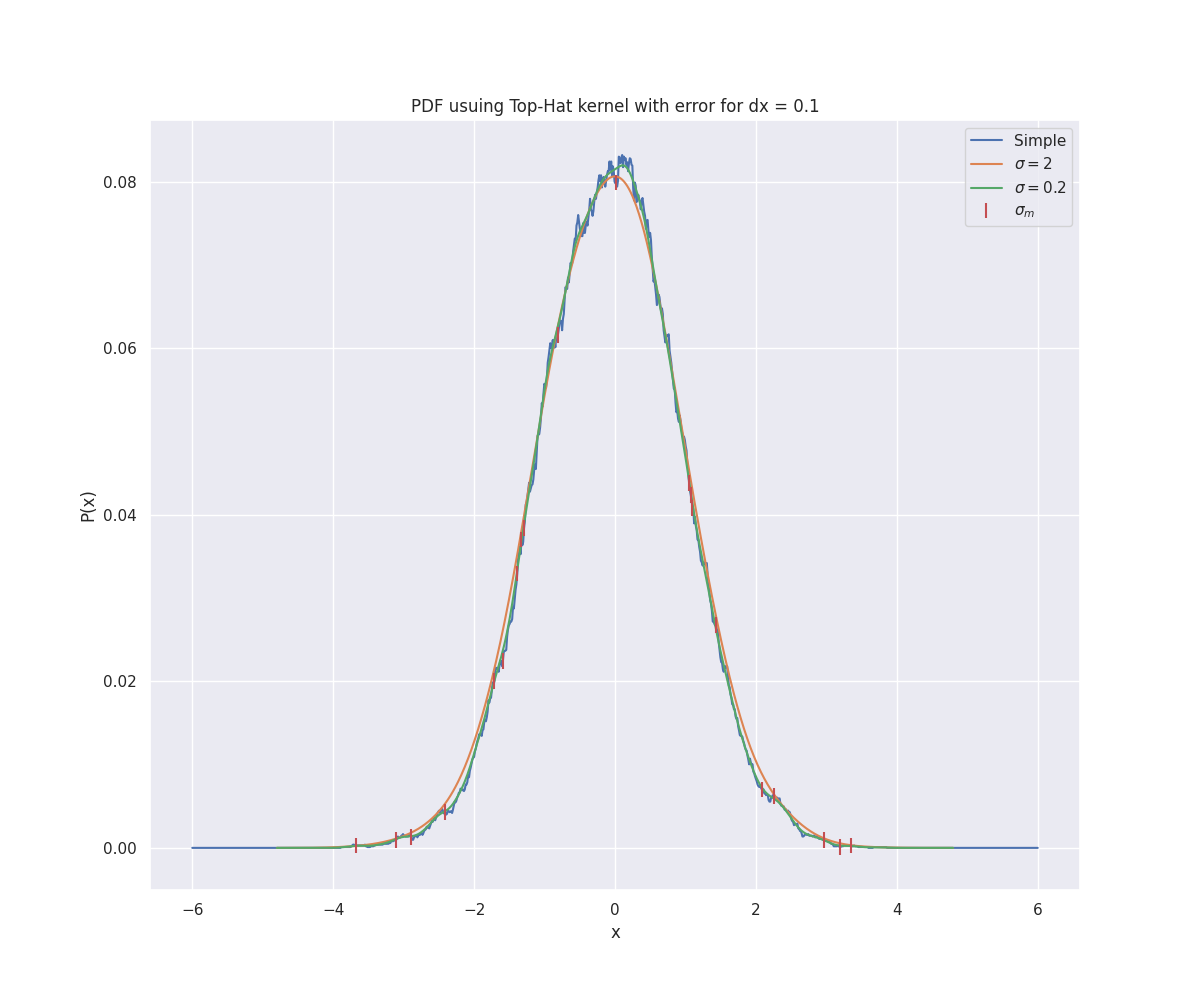 PDF usuing Top-Hat kernel with error for dx = 0.1
Simple
σ = 2
σ = 0.2
σₘ
P(x)
0.08
0.06
0.04
0.02
0.00
−6 −4 −2 0 2 4 6
x